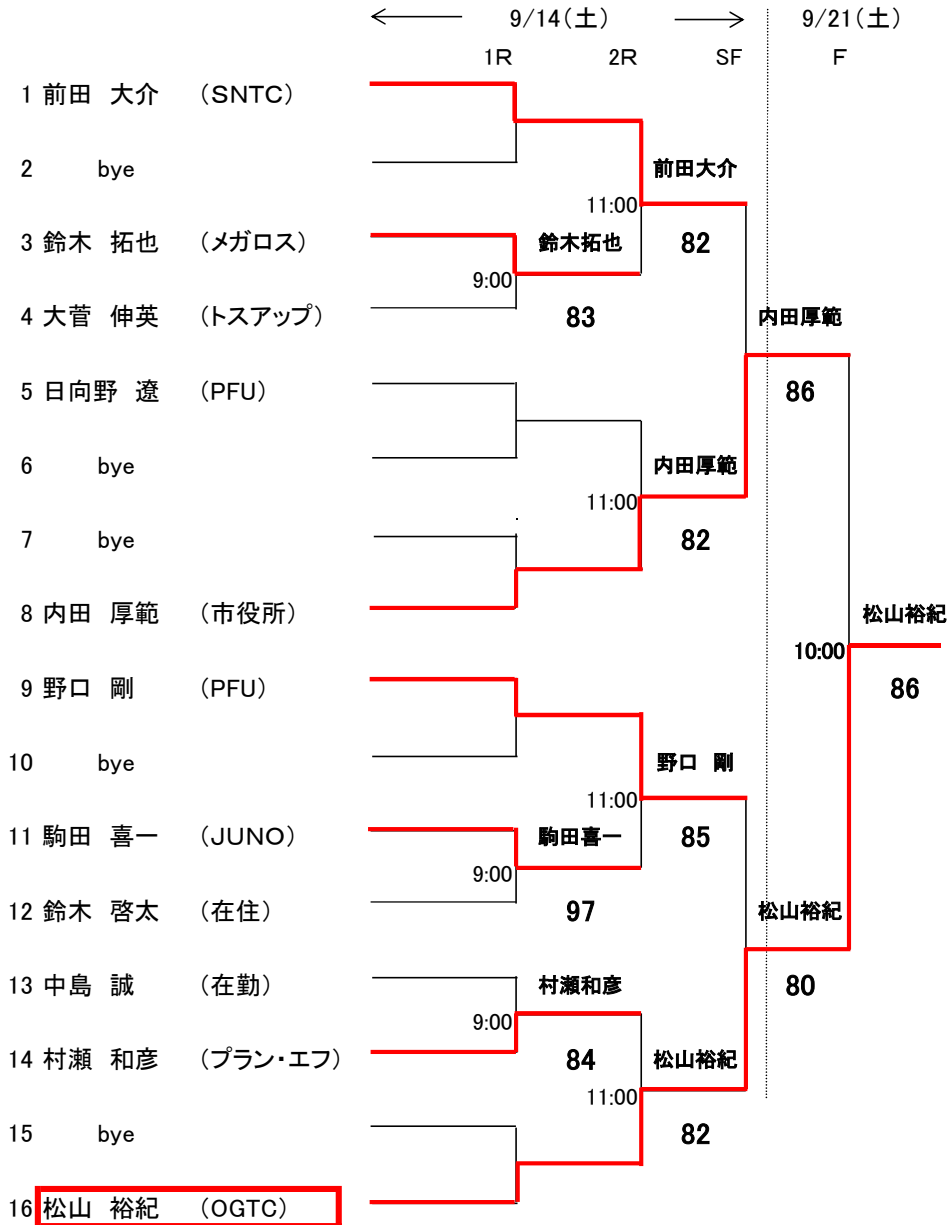 9/14(土) 9/21(土)
1R 2R SF F
1 前田 大介 (SNTC)
2 bye
前田大介
11:00
3 鈴木 拓也 (メガロス) 鈴木拓也 82
9:00
4 大菅 伸英 (トスアップ) 83 内田厚範
5 日向野 遼 (PFU) 86
6 bye 内田厚範
11:00
7 bye 82
8 内田 厚範 (市役所) 松山裕紀
10:00
9 野口 剛 (PFU) 86
10 bye 野口 剛
11:00
11 駒田 喜一 (JUNO) 駒田喜一 85
9:00
12 鈴木 啓太 (在住) 97 松山裕紀
13 中島 誠 (在勤) 村瀬和彦 80
9:00
14 村瀬 和彦 (プラン・エフ) 84 松山裕紀
11:00
15 bye 82
16 松山 裕紀 (OGTC)